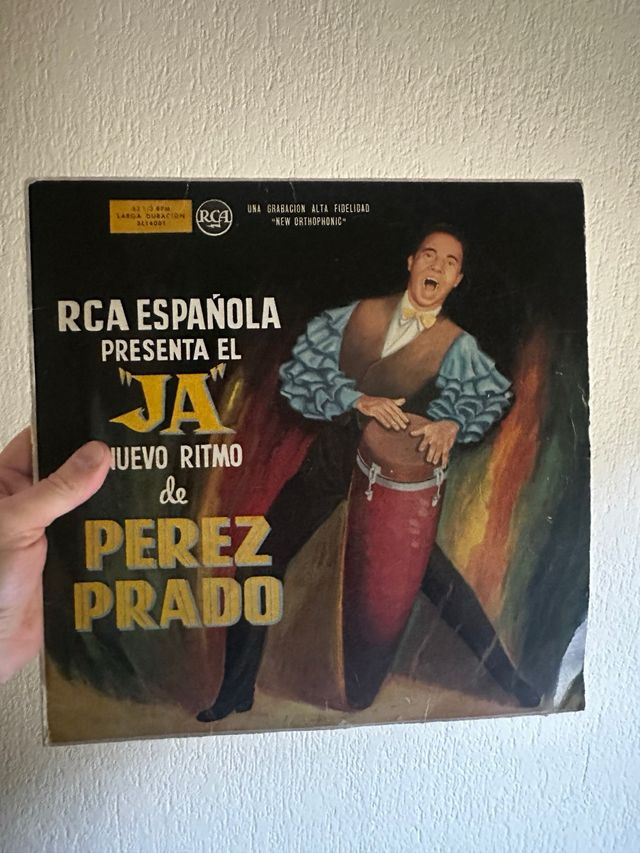 33 1/3 RPM
LARGA DURACION
RCA
UNA GRABACION ALTA FIDELIDAD
"NEW ORTHOPHONIC"
RCA ESPAÑOLA
PRESENTA EL
"JA"
NUEVO RITMO
de
PEREZ
PRADO